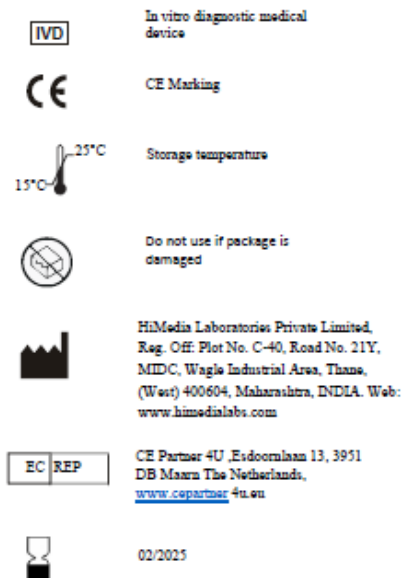 IVD
In vitro diagnostic medical
device
CE
CE Marking
25°C
15°C
Storage temperature
Do not use if package is
damaged
HiMedia Laboratories Private Limited,
Reg. Off: Plot No. C-40, Road No. 21Y,
MIDC, Wagle Industrial Area, Thane,
(West) 400604, Maharashtra, INDIA. Web:
www.himedialabs.com
EC REP
CE Partner 4U ,Esdoornlaan 13, 3951
DB Maarn The Netherlands,
www.cepartner 4u.eu
02/2025